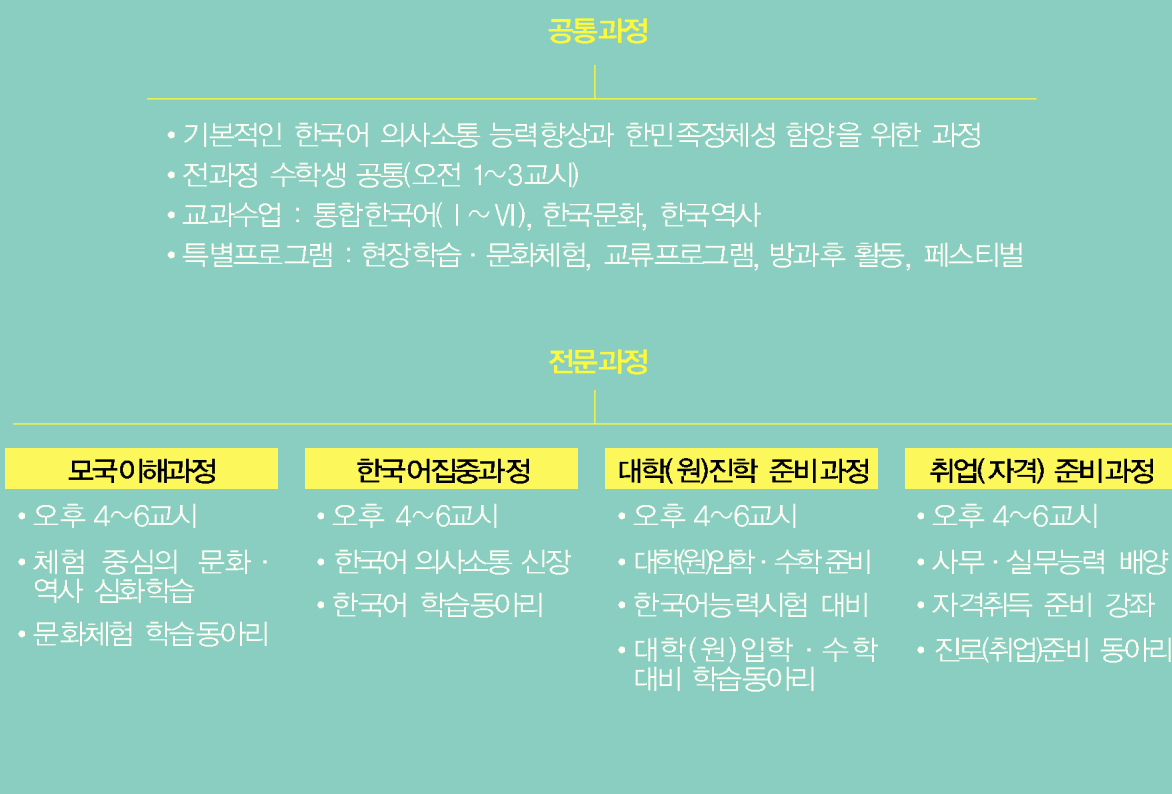 공통과정
• 기본적인 한국어 의사소통 능력향상과 한민족정체성 함양을 위한 과정
• 전과정 수학생 공통(오전 1~3교시)
• 교과수업 : 통합한국어(Ⅰ~Ⅵ), 한국문화, 한국역사
• 특별프로그램 : 현장학습 · 문화체험, 교류프로그램, 방과후 활동, 페스티벌
전문과정
모국이해과정
• 오후 4~6교시
• 체험 중심의 문화 ·
역사 심화학습
• 문화체험 학습동아리
한국어집중과정
• 오후 4~6교시
• 한국어 의사소통 신장
• 한국어 학습동아리
대학(원)진학 준비과정
• 오후 4~6교시
• 대학(원)입학 · 수학 준비
• 한국어능력시험 대비
• 대학(원)입학 · 수학
대비 학습동아리
취업(자격) 준비과정
• 오후 4~6교시
• 사무 · 실무능력 배양
• 자격취득 준비 강좌
• 진로(취업)준비 동아리